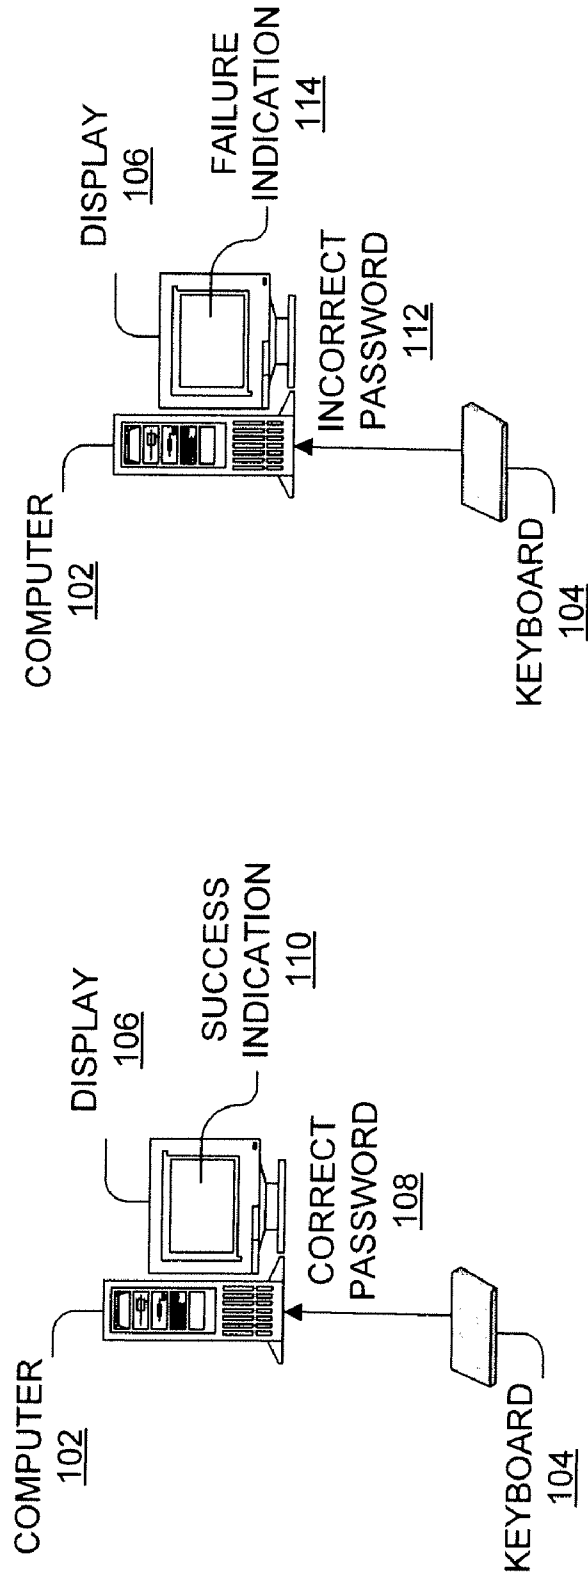 COMPUTER
102
DISPLAY
106
SUCCESS
INDICATION
110
CORRECT
PASSWORD
108
KEYBOARD
104
COMPUTER
102
DISPLAY
106
FAILURE
INDICATION
114
INCORRECT
PASSWORD
112
KEYBOARD
104